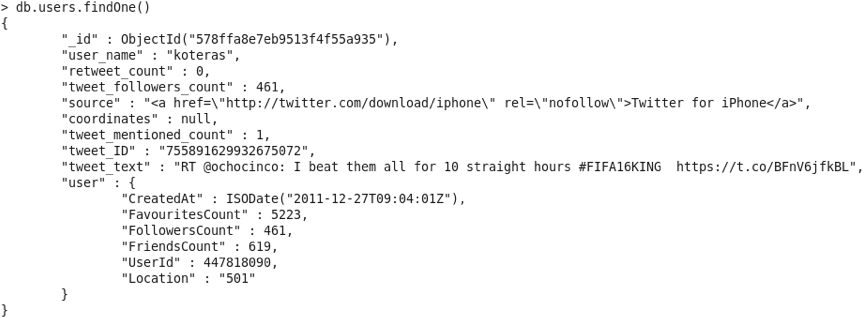 > db.users.findOne()
{
        "_id" : ObjectId("578ffa8e7eb9513f4f55a935"),
        "user_name" : "koteras",
        "retweet_count" : 0,
        "tweet_followers_count" : 461,
        "source" : "<a href=\"http://twitter.com/download/iphone\" rel=\"nofollow\">Twitter for iPhone</a>",
        "coordinates" : null,
        "tweet_mentioned_count" : 1,
        "tweet_ID" : "755891629932675072",
        "tweet_text" : "RT @ochocinco: I beat them all for 10 straight hours #FIFA16KING  https://t.co/BFnV6jfkBL",
        "user" : {
                "CreatedAt" : ISODate("2011-12-27T09:04:01Z"),
                "FavouritesCount" : 5223,
                "FollowersCount" : 461,
                "FriendsCount" : 619,
                "UserId" : 447818090,
                "Location" : "501"
        }
}